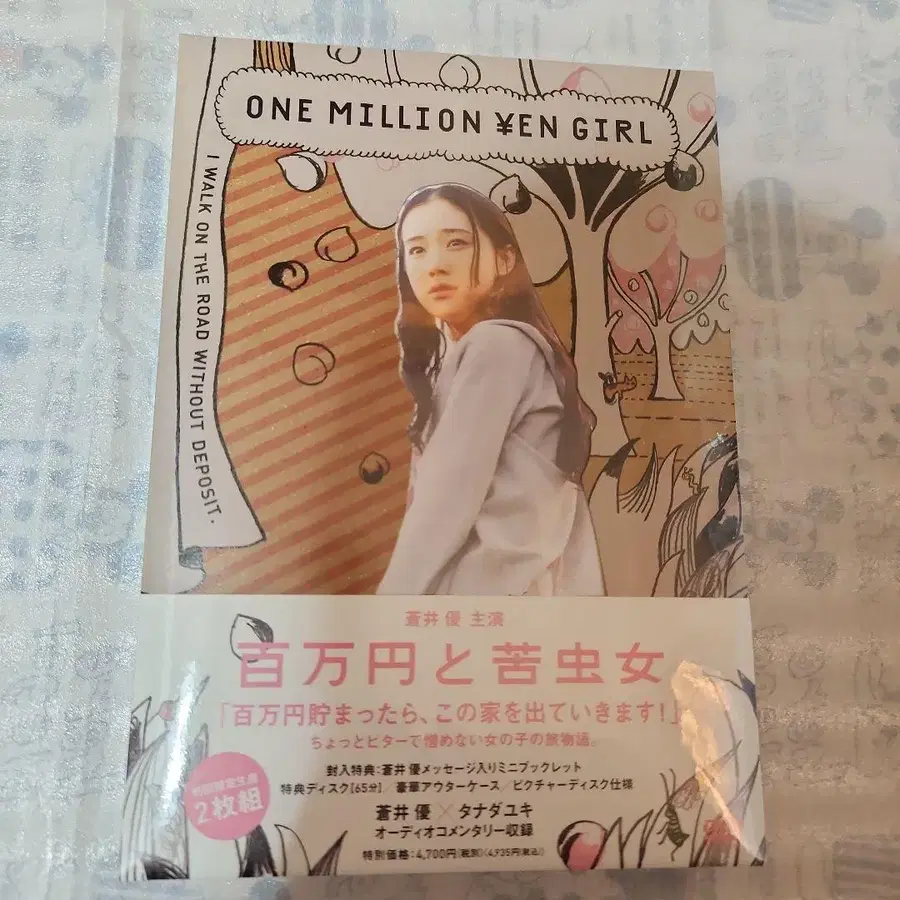 ONE MILLION ¥EN GIRL
I WALK ON THE ROAD WITHOUT DEPOSIT.
蒼井 優 主演
百万円と苦虫女
「百万円貯まったら、この家を出ていきます!」
ちょっとビターで憎めない女の子の旅物語。
封入特典:蒼井 優メッセージ入りミニブックレット
特典ディスク[65分]/豪華アウターケース/ピクチャーディスク仕様
初回限定生産
2枚組
蒼井 優×タナダユキ
オーディオコメンタリー収録
特別価格:4,700円(税別)(4,935円(税込))